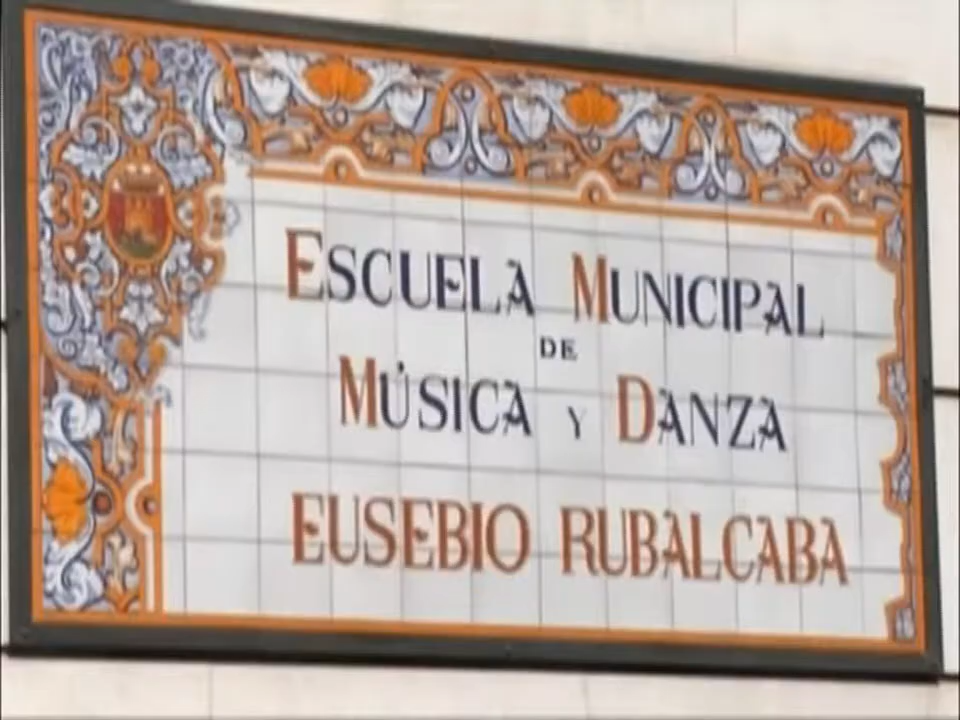 ESCUELA MUNICIPAL
DE
MÚSICA Y DANZA
EUSEBIO RUBALCABA